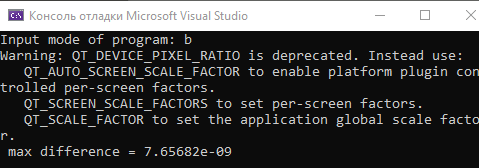 Консоль отладки Microsoft Visual Studio
Input mode of program: b
Warning: QT_DEVICE_PIXEL_RATIO is deprecated. Instead use:
   QT_AUTO_SCREEN_SCALE_FACTOR to enable platform plugin con
trolled per-screen factors.
   QT_SCREEN_SCALE_FACTORS to set per-screen factors.
   QT_SCALE_FACTOR to set the application global scale facto
r.
 max difference = 7.65682e-09